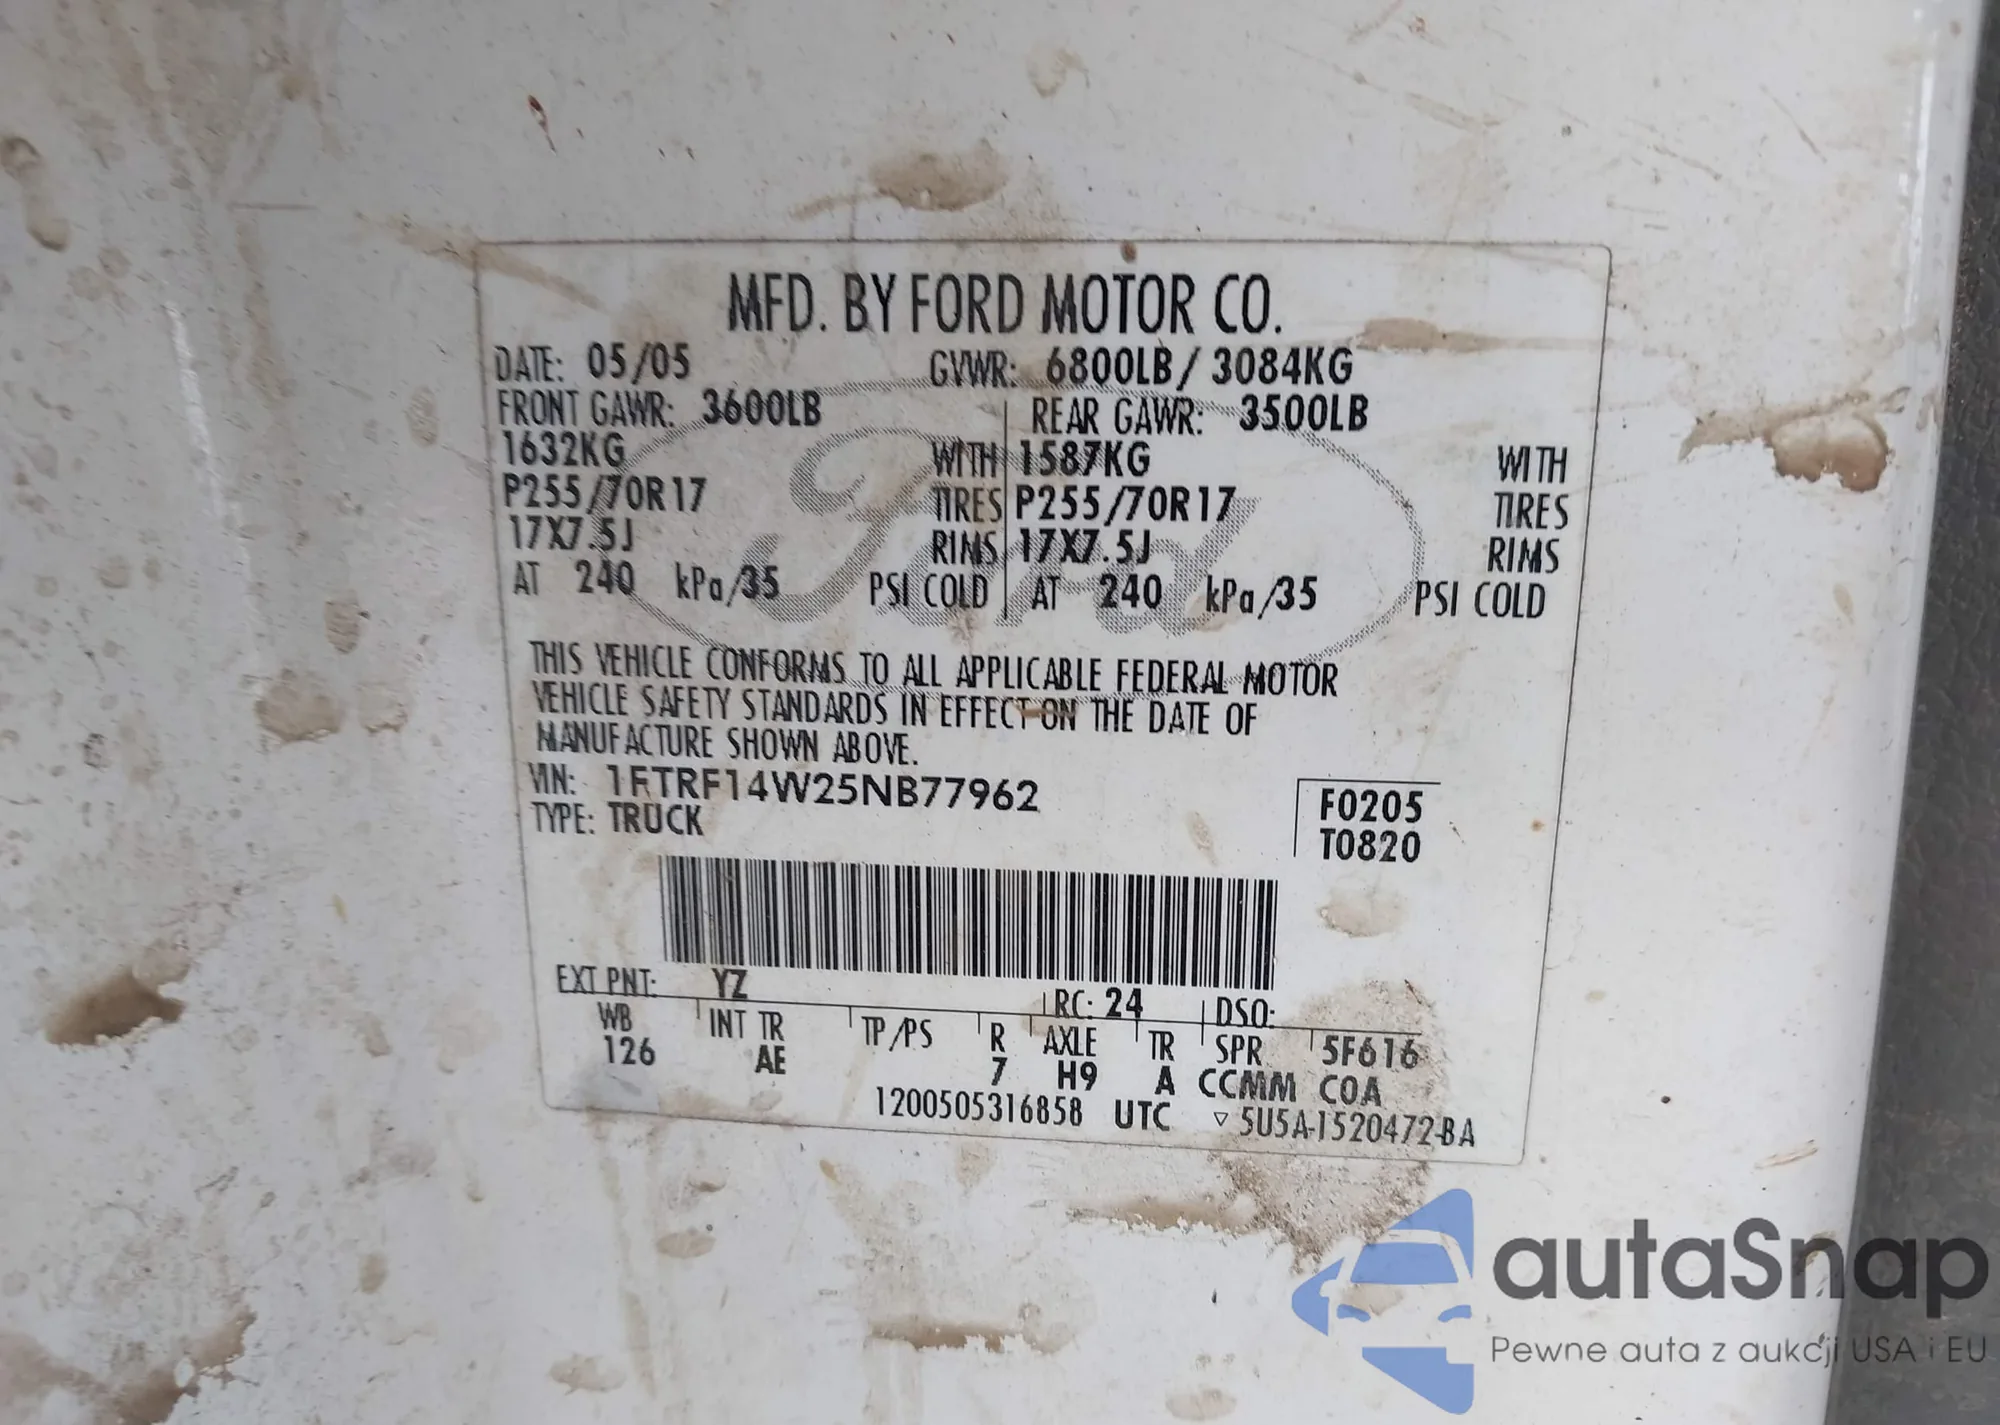 MFD. BY FORD MOTOR CO.
DATE: 05/05 GVWR: 6800LB / 3084KG
FRONT GAWR: 3600LB REAR GAWR: 3500LB
1632KG WITH 1587KG WITH
P255/70R17 TIRES P255/70R17 TIRES
17X7.5J RIMS 17X7.5J RIMS
AT 240 kPa/35 PSI COLD AT 240 kPa/35 PSI COLD
Ford
THIS VEHICLE CONFORMS TO ALL APPLICABLE FEDERAL MOTOR
VEHICLE SAFETY STANDARDS IN EFFECT ON THE DATE OF
MANUFACTURE SHOWN ABOVE.
VIN: 1FTRF14W25NB77962
TYPE: TRUCK
F0205
T0820
EXT PNT: YZ RC: 24 DSO:
WB INT TR TP/PS R AXLE TR SPR 5F616
126 AE 7 H9 A CCMM COA
1200505316858 UTC ▽ 5U5A-1520472-BA
autaSnap
Pewne auta z aukcji USA i EU